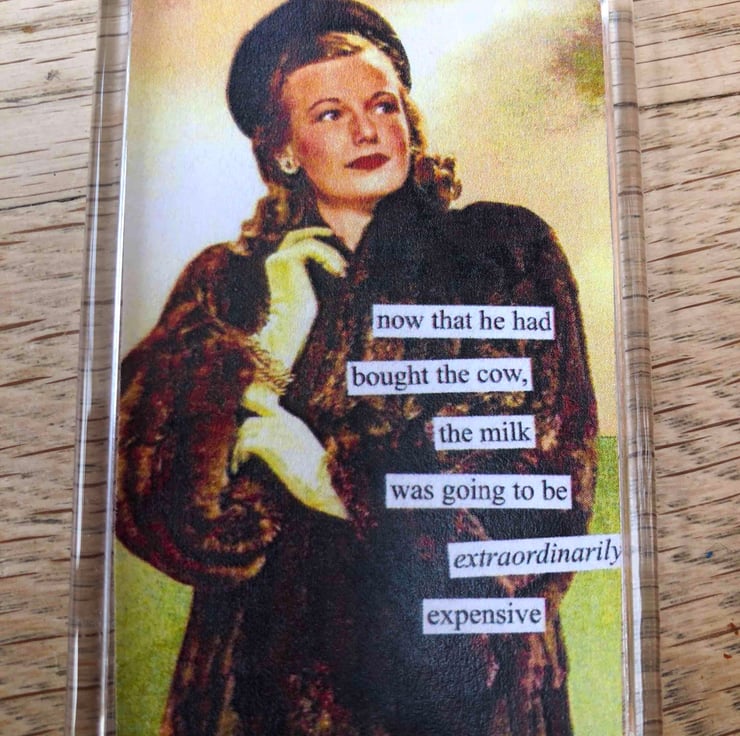 now that he had
bought the cow,
the milk
was going to be
extraordinarily
expensive